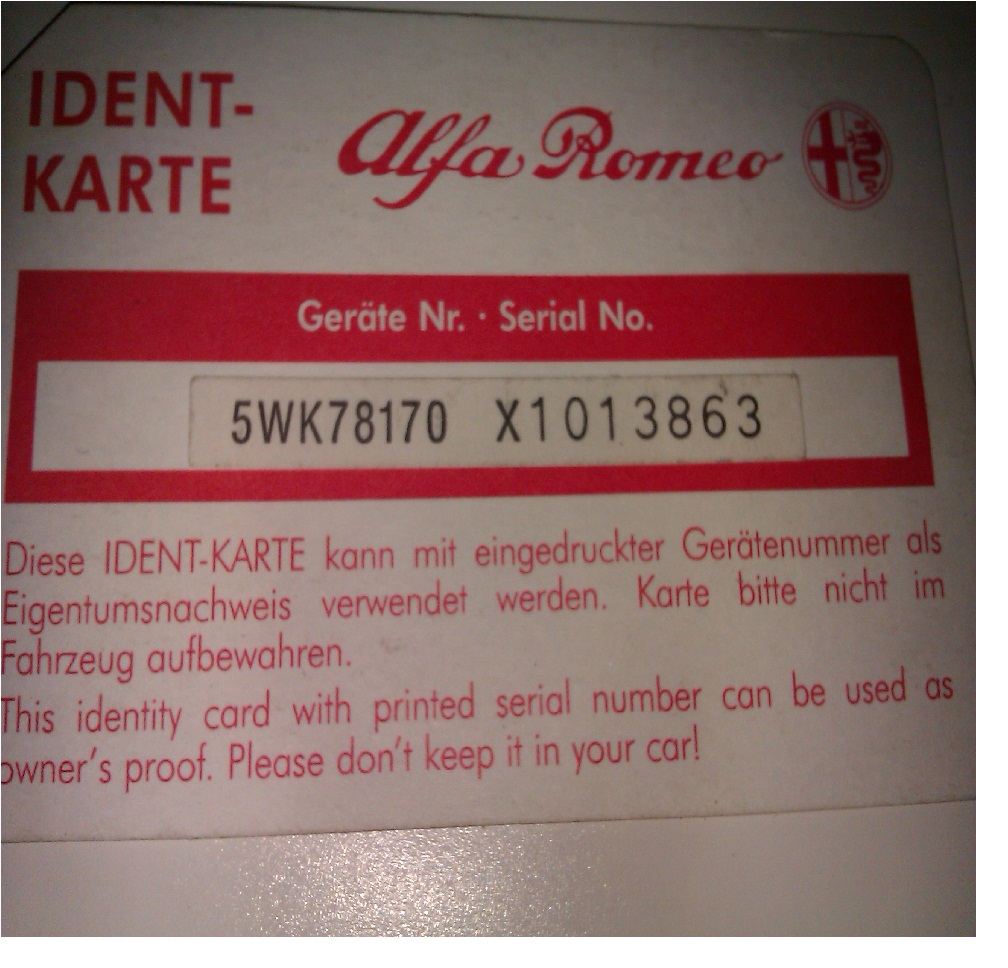 IDENT-
KARTE
Alfa Romeo
Geräte Nr. · Serial No.
5WK78170 X1013863
Diese IDENT-KARTE kann mit eingedruckter Gerätenummer als
Eigentumsnachweis verwendet werden. Karte bitte nicht im
Fahrzeug aufbewahren.
This identity card with printed serial number can be used as
owner's proof. Please don't keep it in your car!